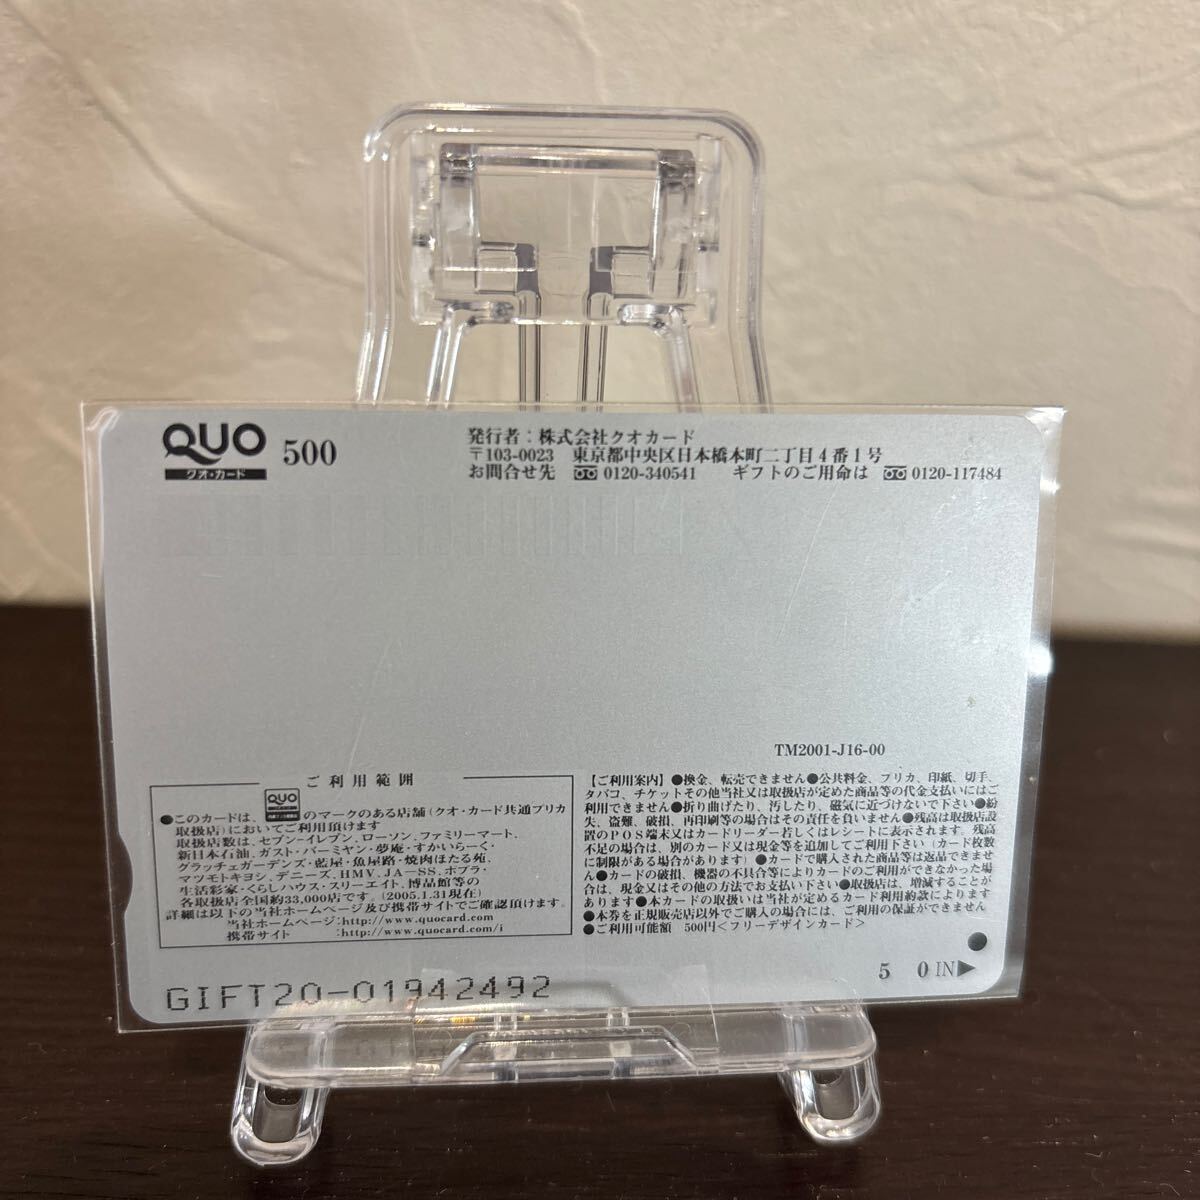 QUO 500
クオ・カード
発行者：株式会社クオカード
〒103-0023 東京都中央区日本橋本町二丁目4番1号
お問合せ先 0120-340541 ギフトのご用命は 0120-117484
TM2001-J16-00
ご利用範囲
●このカードは、QUOのマークのある店舗(クオ・カード共通プリカ
取扱店)においてご利用頂けます
取扱店数は、セブン-イレブン、ローソン、ファミリーマート、
新日本石油、ガスト・バーミヤン・夢庵・すかいらーく・
グラッチェガーデンズ・藍屋・魚屋路・焼肉ほたる苑、
マツモトキヨシ、デニーズ、HMV、JA-SS、ポプラ・
生活彩家・くらしハウス・スリーエイト、博品館等の
各取扱店全国約33,000店です。(2005.1.31現在)
詳細は以下の当社ホームページ及び携帯サイトでご確認頂けます。
当社ホームページ:http://www.quocard.com
携帯サイト :http://www.quocard.com/i
【ご利用案内】●換金、転売できません●公共料金、プリカ、印紙、切手、
タバコ、チケットその他当社又は取扱店が定めた商品等の代金支払いにはご
利用できません●折り曲げたり、汚したり、磁気に近づけないで下さい●紛
失、盗難、破損、再印刷等の場合はその責任を負いません●残高は取扱店設
置のPOS端末又はカードリーダー若しくはレシートに表示されます。残高
不足の場合は、別のカード又は現金等を追加してご利用下さい(カード枚数
に制限がある場合があります)●カードで購入された商品等は返品できませ
ん●カードの破損、機器の不具合等によりカードのご利用ができなかった場
合は、現金又はその他の方法でお支払い下さい●取扱店は、増減することが
あります●本カードの取扱いは当社が定めるカード利用約款によります
●本券を正規販売店以外でご購入の場合には、ご利用の保証ができません
●ご利用可能額 500円<フリーデザインカード>
5 0 IN▶
GIFT20-01942492